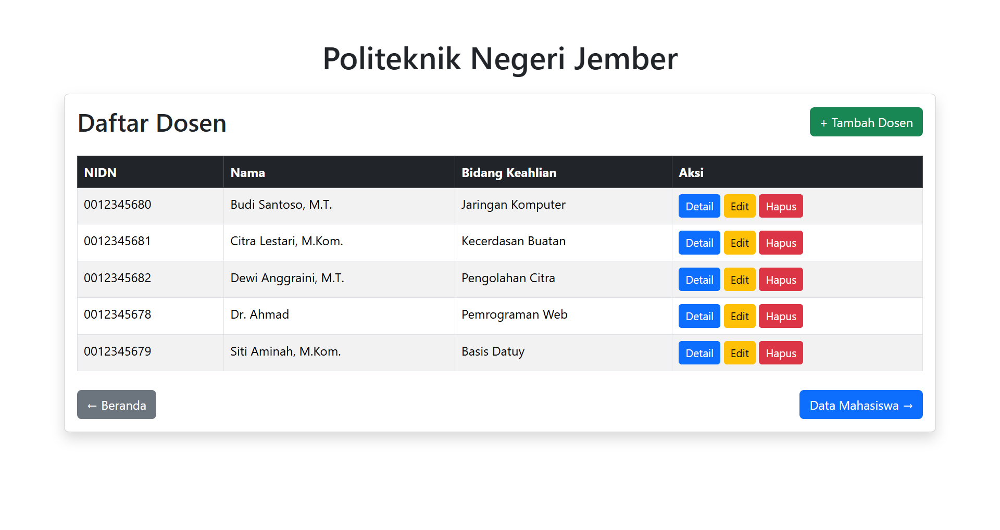 Politeknik Negeri Jember
Daftar Dosen
+ Tambah Dosen
NIDN Nama Bidang Keahlian Aksi
0012345680 Budi Santoso, M.T. Jaringan Komputer Detail Edit Hapus
0012345681 Citra Lestari, M.Kom. Kecerdasan Buatan Detail Edit Hapus
0012345682 Dewi Anggraini, M.T. Pengolahan Citra Detail Edit Hapus
0012345678 Dr. Ahmad Pemrograman Web Detail Edit Hapus
0012345679 Siti Aminah, M.Kom. Basis Datuy Detail Edit Hapus
← Beranda
Data Mahasiswa →